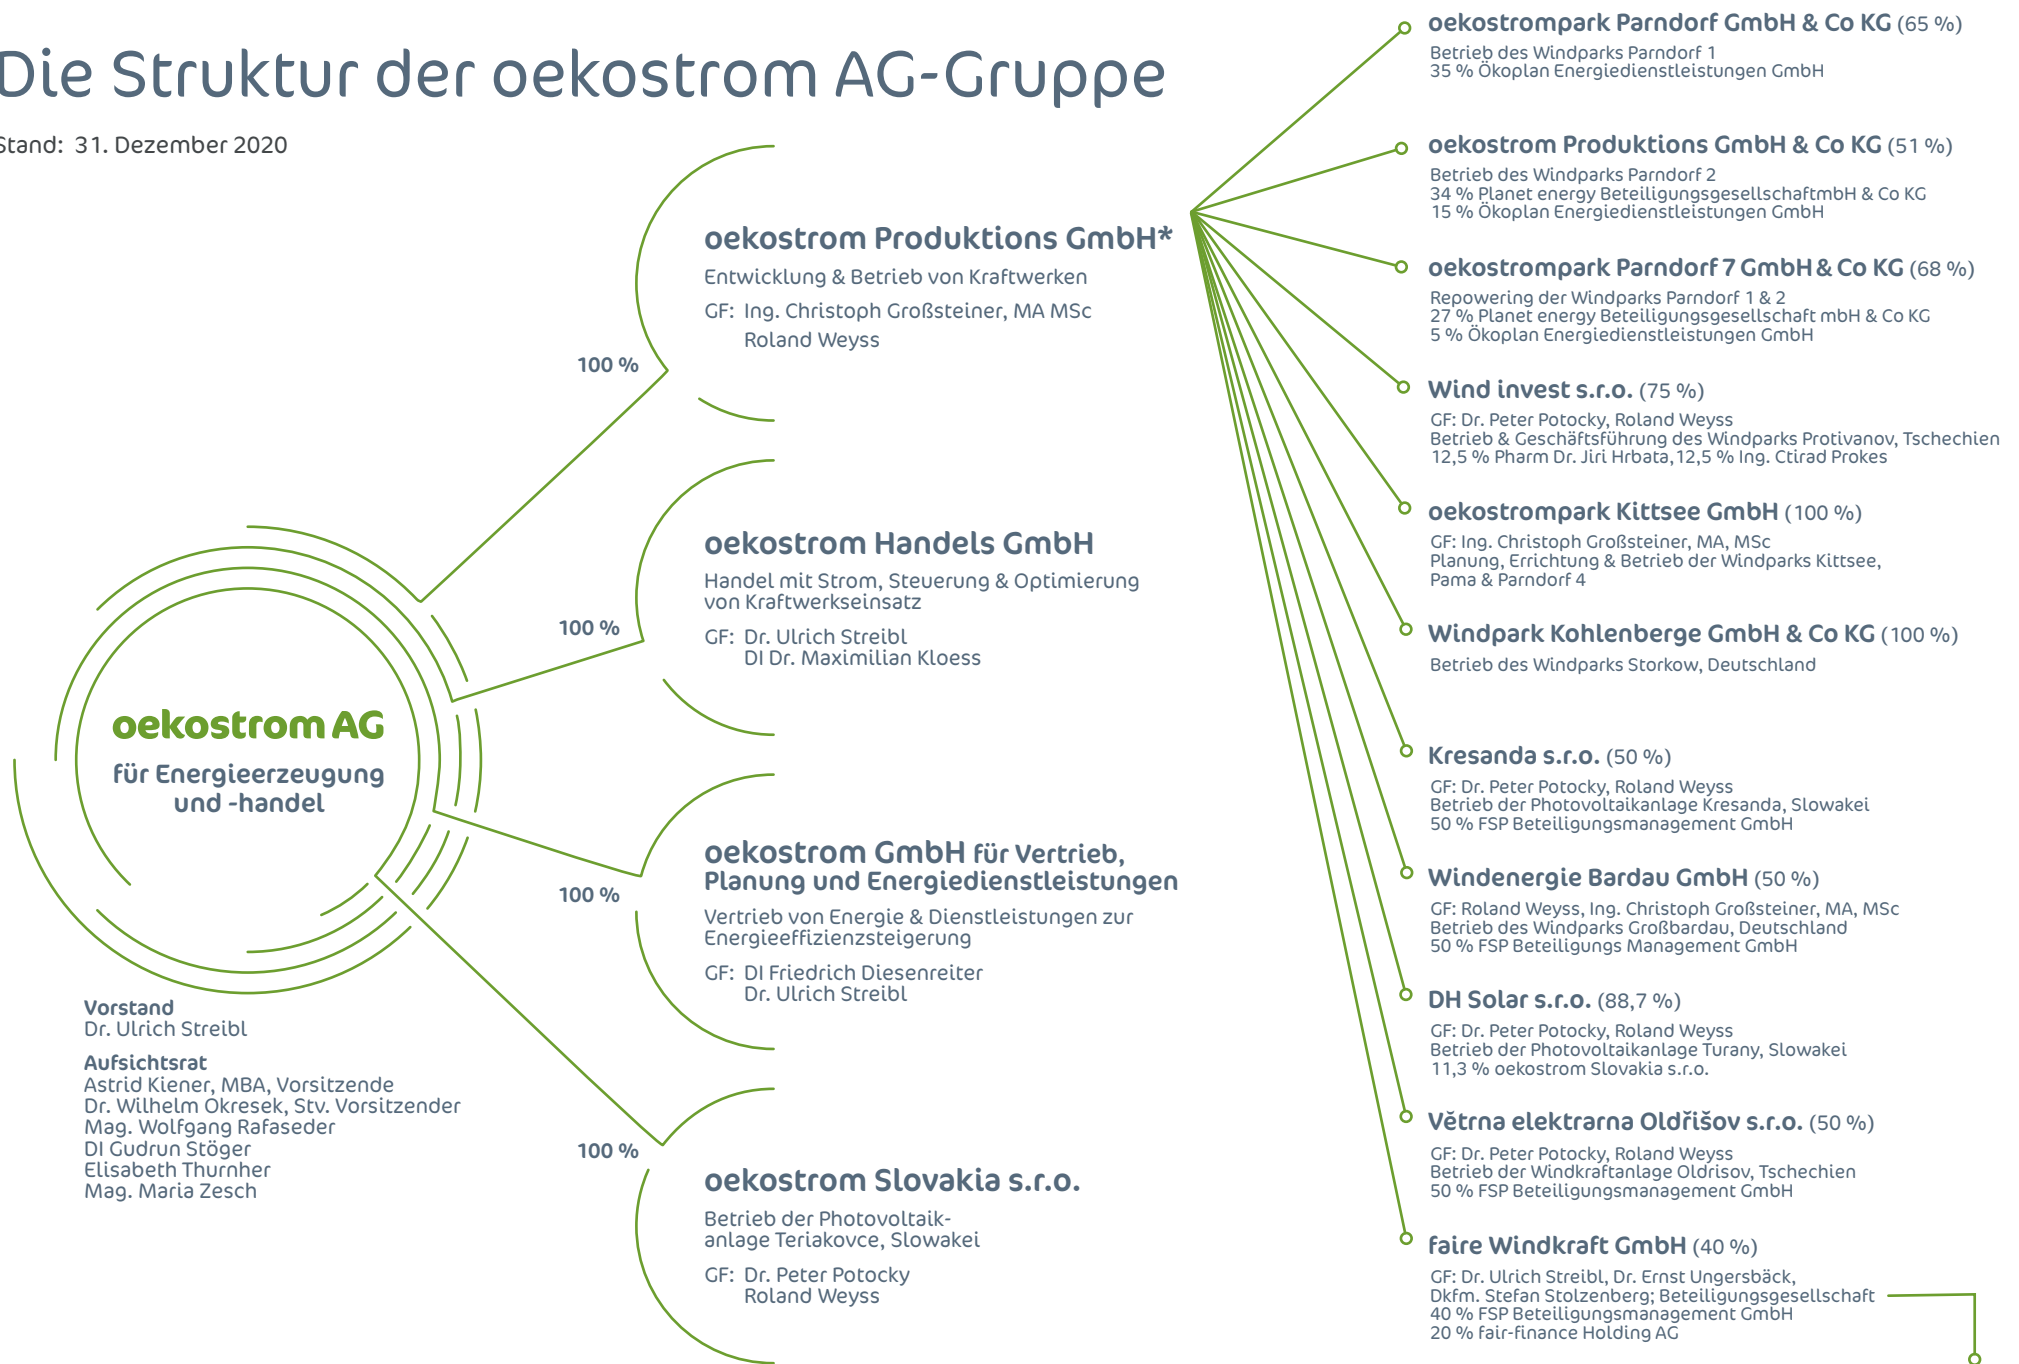 Die Struktur der oekostrom AG-Gruppe
Stand: 31. Dezember 2020
oekostrom AG
für Energieerzeugung
und -handel
Vorstand
Dr. Ulrich Streibl
Aufsichtsrat
Astrid Kiener, MBA, Vorsitzende
Dr. Wilhelm Okresek, Stv. Vorsitzender
Mag. Wolfgang Rafaseder
DI Gudrun Stöger
Elisabeth Thurnher
Mag. Maria Zesch
100 %
oekostrom Produktions GmbH*
Entwicklung & Betrieb von Kraftwerken
GF: Ing. Christoph Großsteiner, MA MSc
Roland Weyss
100 %
oekostrom Handels GmbH
Handel mit Strom, Steuerung & Optimierung
von Kraftwerkseinsatz
GF: Dr. Ulrich Streibl
DI Dr. Maximilian Kloess
100 %
oekostrom GmbH für Vertrieb,
Planung und Energiedienstleistungen
Vertrieb von Energie & Dienstleistungen zur
Energieeffizienzsteigerung
GF: DI Friedrich Diesenreiter
Dr. Ulrich Streibl
100 %
oekostrom Slovakia s.r.o.
Betrieb der Photovoltaik-
anlage Teriakovce, Slowakei
GF: Dr. Peter Potocky
Roland Weyss
oekostrompark Parndorf GmbH & Co KG (65 %)
Betrieb des Windparks Parndorf 1
35 % Ökoplan Energiedienstleistungen GmbH
oekostrom Produktions GmbH & Co KG (51 %)
Betrieb des Windparks Parndorf 2
34 % Planet energy BeteiligungsgesellschaftmbH & Co KG
15 % Ökoplan Energiedienstleistungen GmbH
oekostrompark Parndorf 7 GmbH & Co KG (68 %)
Repowering der Windparks Parndorf 1 & 2
27 % Planet energy Beteiligungsgesellschaft mbH & Co KG
5 % Ökoplan Energiedienstleistungen GmbH
Wind invest s.r.o. (75 %)
GF: Dr. Peter Potocky, Roland Weyss
Betrieb & Geschäftsführung des Windparks Protivanov, Tschechien
12,5 % Pharm Dr. Jiri Hrbata, 12,5 % Ing. Ctirad Prokes
oekostrompark Kittsee GmbH (100 %)
GF: Ing. Christoph Großsteiner, MA, MSc
Planung, Errichtung & Betrieb der Windparks Kittsee,
Pama & Parndorf 4
Windpark Kohlenberge GmbH & Co KG (100 %)
Betrieb des Windparks Storkow, Deutschland
Kresanda s.r.o. (50 %)
GF: Dr. Peter Potocky, Roland Weyss
Betrieb der Photovoltaikanlage Kresanda, Slowakei
50 % FSP Beteiligungsmanagement GmbH
Windenergie Bardau GmbH (50 %)
GF: Roland Weyss, Ing. Christoph Großsteiner, MA, MSc
Betrieb des Windparks Großbardau, Deutschland
50 % FSP Beteiligungs Management GmbH
DH Solar s.r.o. (88,7 %)
GF: Dr. Peter Potocky, Roland Weyss
Betrieb der Photovoltaikanlage Turany, Slowakei
11,3 % oekostrom Slovakia s.r.o.
Větrna elektrarna Oldřišov s.r.o. (50 %)
GF: Dr. Peter Potocky, Roland Weyss
Betrieb der Windkraftanlage Oldrisov, Tschechien
50 % FSP Beteiligungsmanagement GmbH
faire Windkraft GmbH (40 %)
GF: Dr. Ulrich Streibl, Dr. Ernst Ungersbäck,
Dkfm. Stefan Stolzenberg; Beteiligungsgesellschaft
40 % FSP Beteiligungsmanagement GmbH
20 % fair-finance Holding AG